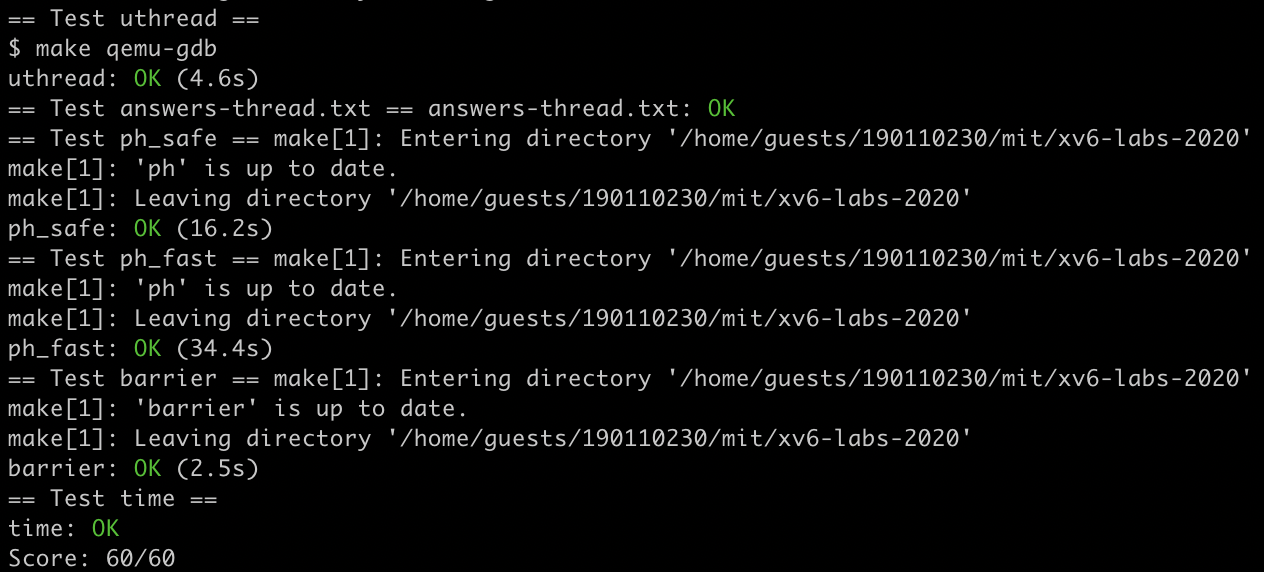 == Test uthread ==
$ make qemu-gdb
uthread: OK (4.6s)
== Test answers-thread.txt == answers-thread.txt: OK
== Test ph_safe == make[1]: Entering directory '/home/guests/190110230/mit/xv6-labs-2020'
make[1]: 'ph' is up to date.
make[1]: Leaving directory '/home/guests/190110230/mit/xv6-labs-2020'
ph_safe: OK (16.2s)
== Test ph_fast == make[1]: Entering directory '/home/guests/190110230/mit/xv6-labs-2020'
make[1]: 'ph' is up to date.
make[1]: Leaving directory '/home/guests/190110230/mit/xv6-labs-2020'
ph_fast: OK (34.4s)
== Test barrier == make[1]: Entering directory '/home/guests/190110230/mit/xv6-labs-2020'
make[1]: 'barrier' is up to date.
make[1]: Leaving directory '/home/guests/190110230/mit/xv6-labs-2020'
barrier: OK (2.5s)
== Test time ==
time: OK
Score: 60/60